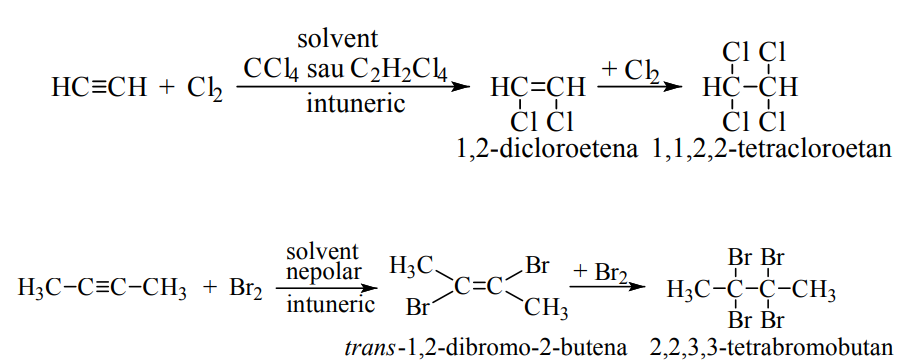 solvent
CCl4 sau C2H2Cl4
HC≡CH + Cl2
intuneric
HC=CH
Cl Cl
+ Cl2
Cl Cl
HC-CH
Cl Cl
1,2-dicloroetena 1,1,2,2-tetracloroetan
solvent
nepolar
H3C-C≡C-CH3 + Br2
intuneric
H3C Br
C=C
Br CH3
+ Br2
Br Br
H3C-C-C-CH3
Br Br
trans-1,2-dibromo-2-butena 2,2,3,3-tetrabromobutan